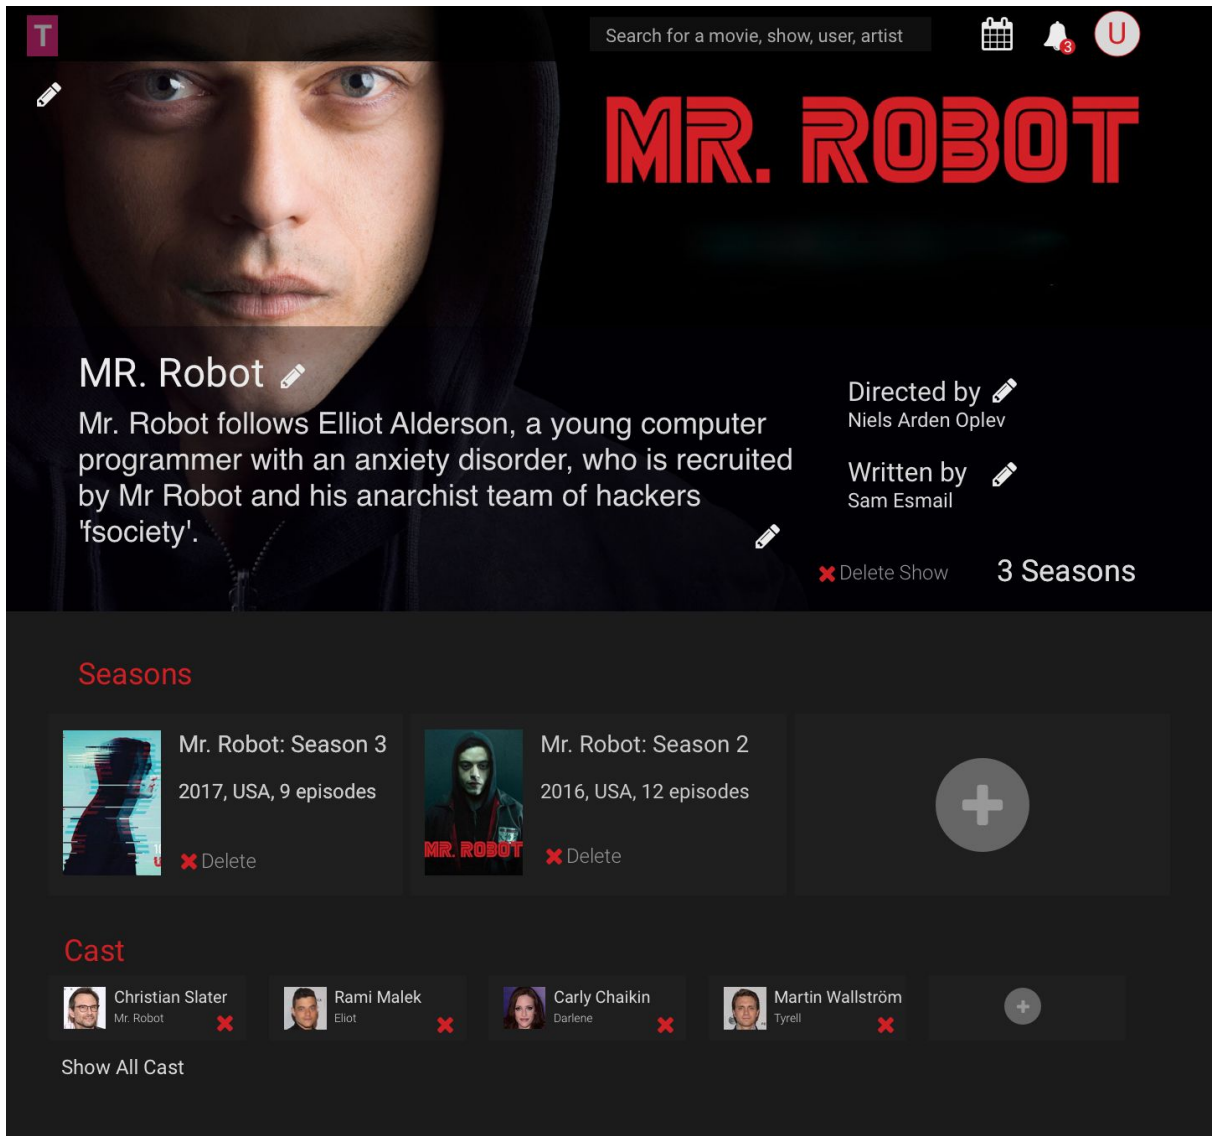 T
Search for a movie, show, user, artist
3
U
MR. ROBOT
MR. Robot
Mr. Robot follows Elliot Alderson, a young computer
programmer with an anxiety disorder, who is recruited
by Mr Robot and his anarchist team of hackers
'fsociety'.
Directed by
Niels Arden Oplev
Written by
Sam Esmail
Delete Show
3 Seasons
Seasons
Mr. Robot: Season 3
2017, USA, 9 episodes
Delete
MR. ROBOT
Mr. Robot: Season 2
2016, USA, 12 episodes
Delete
Cast
Christian Slater
Mr. Robot
Rami Malek
Eliot
Carly Chaikin
Darlene
Martin Wallström
Tyrell
Show All Cast